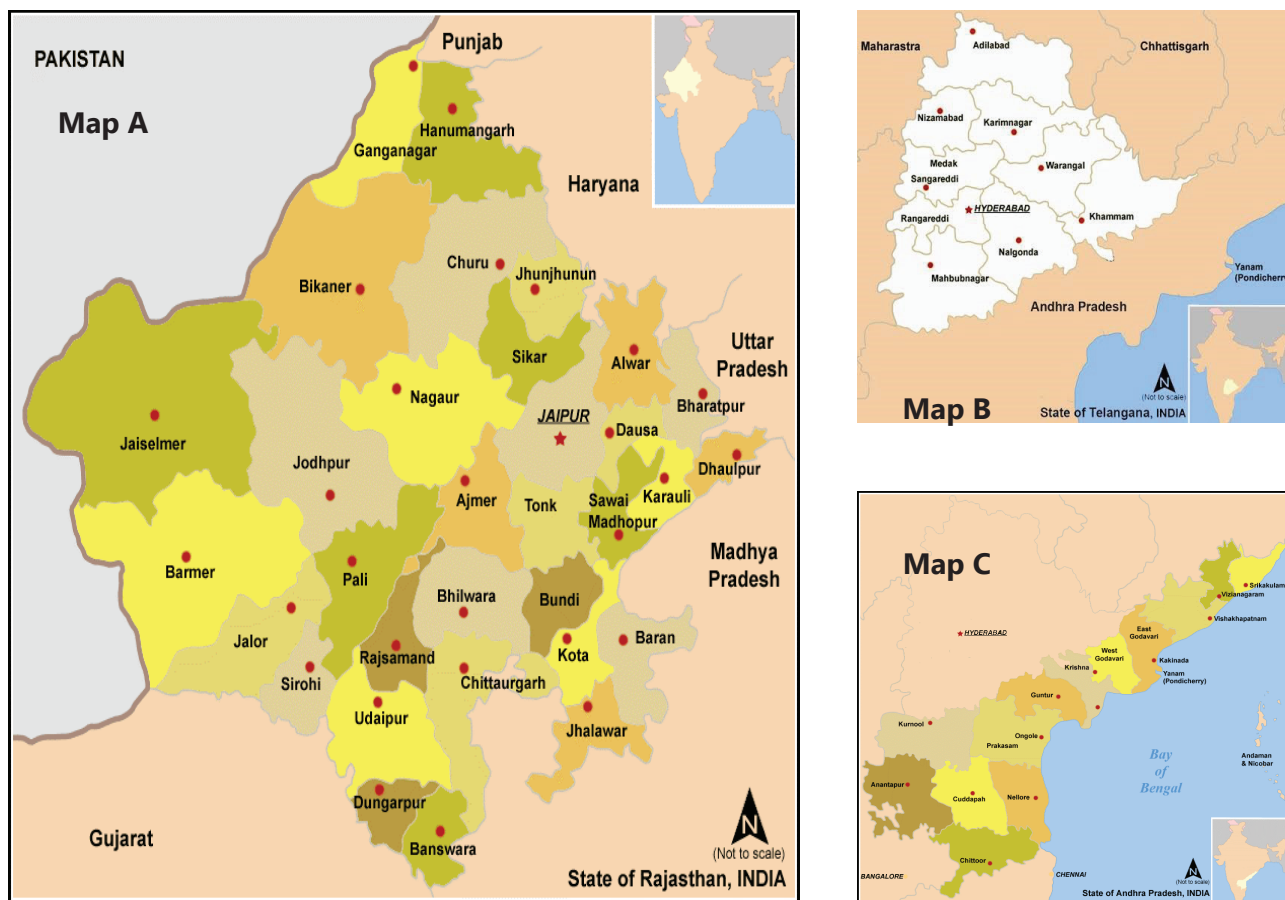 PAKISTAN
Map A
Punjab
Hanumangarh
Ganganagar
Haryana
Churu
Jhunjhunun
Bikaner
Sikar
Alwar
Uttar
Pradesh
Nagaur
Bharatpur
JAIPUR
Dausa
Jaiselmer
Jodhpur
Dhaulpur
Ajmer
Tonk
Sawai
Madhopur
Karauli
Madhya
Pradesh
Barmer
Pali
Bhilwara
Bundi
Jalor
Rajsamand
Kota
Baran
Sirohi
Chittaurgarh
Udaipur
Jhalawar
Dungarpur
Banswara
Gujarat
N
(Not to scale)
State of Rajasthan, INDIA
Maharastra
Adilabad
Chhattisgarh
Nizamabad
Karimnagar
Medak
Warangal
Sangareddi
Rangareddi
HYDERABAD
Khammam
Nalgonda
Mahbubnagar
Yanam
(Pondicherry
Andhra Pradesh
N
(Not to scale)
Map B
State of Telangana, INDIA
Map C
Srikakulam
Vizianagaram
Vishakhapatnam
HYDERABAD
East
Godavari
West
Godavari
Kakinada
Krishna
Yanam
(Pondicherry)
Guntur
Kurnool
Ongole
Prakasam
Bay
of
Bengal
Andaman
& Nicobar
Anantapur
Cuddapah
Nellore
Chittoor
BANGALORE
CHENNAI
N
(Not to scale)
State of Andhra Pradesh, INDIA